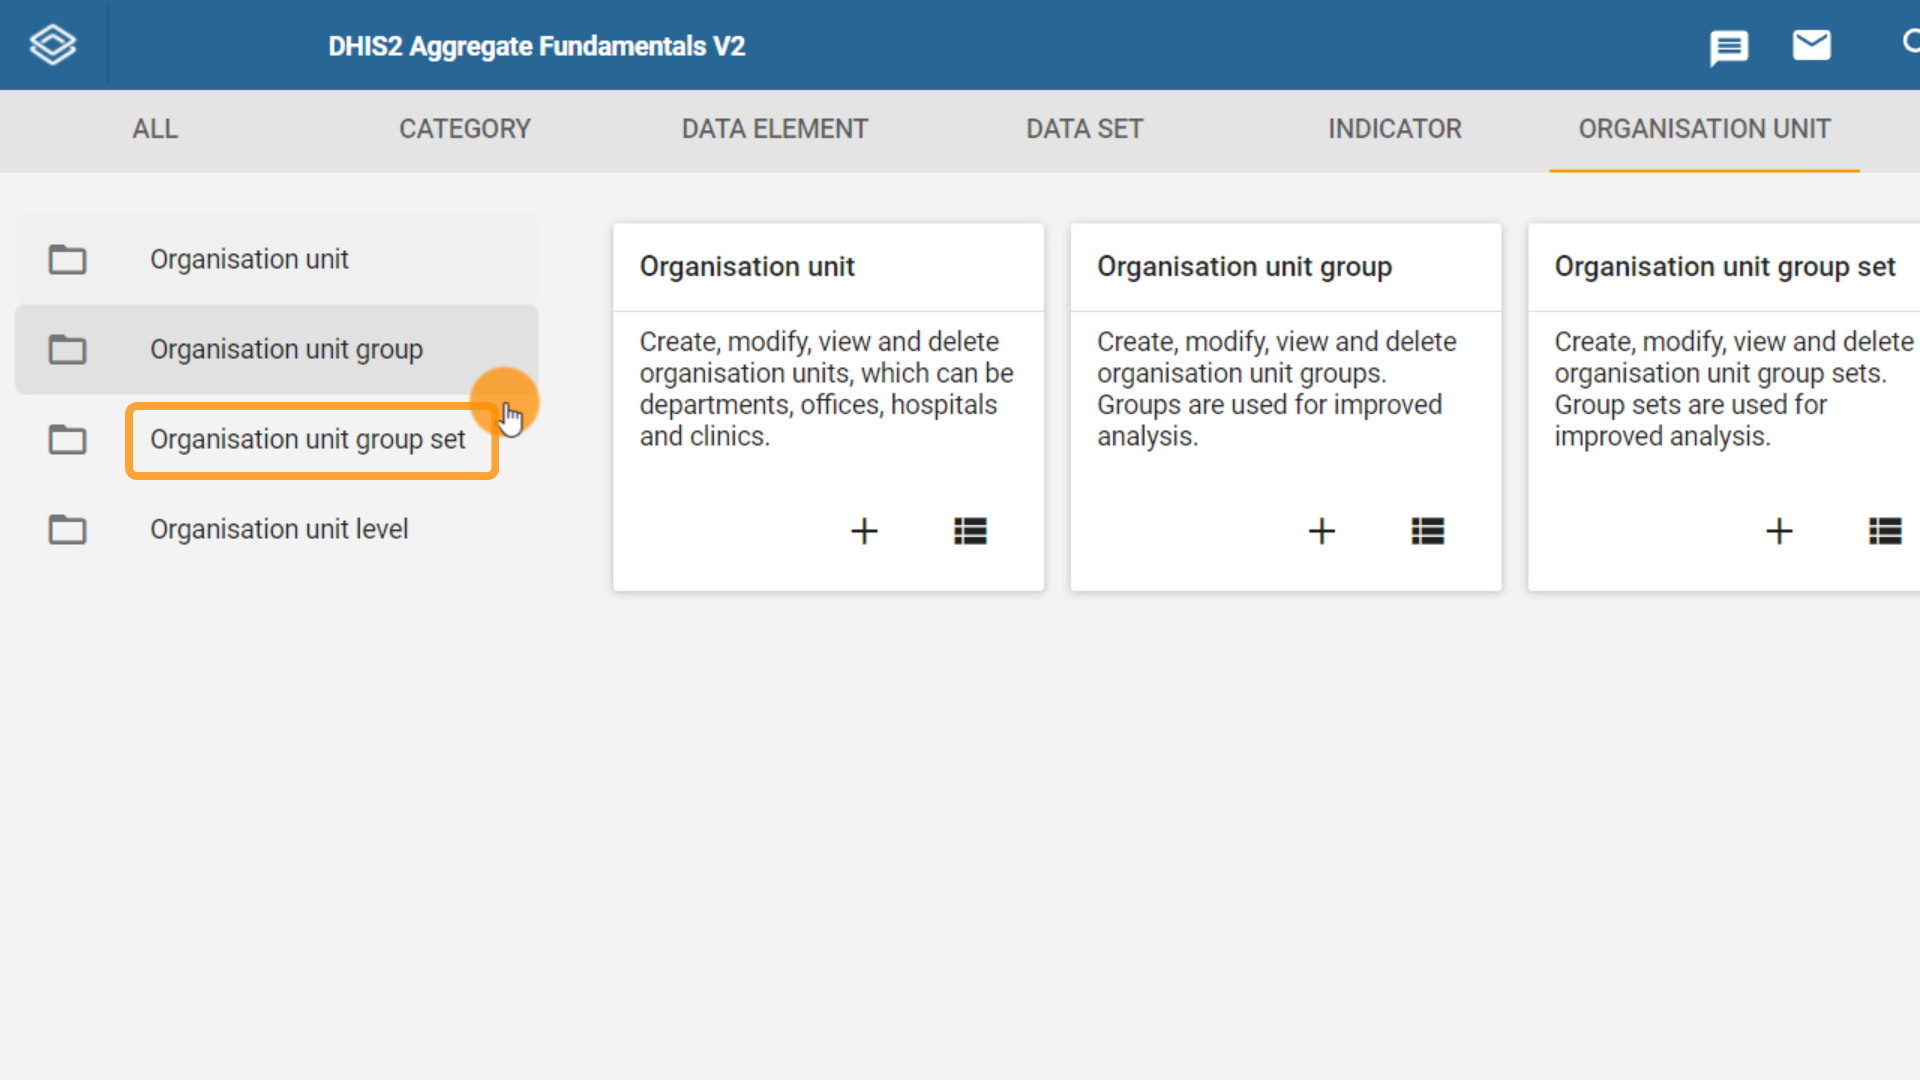 DHIS2 Aggregate Fundamentals V2
ALL
CATEGORY
DATA ELEMENT
DATA SET
INDICATOR
ORGANISATION UNIT
Organisation unit
Organisation unit group
Organisation unit group set
Organisation unit level
Organisation unit
Create, modify, view and delete
organisation units, which can be
departments, offices, hospitals
and clinics.
Organisation unit group
Create, modify, view and delete
organisation unit groups.
Groups are used for improved
analysis.
Organisation unit group set
Create, modify, view and delete
organisation unit group sets.
Group sets are used for
improved analysis.